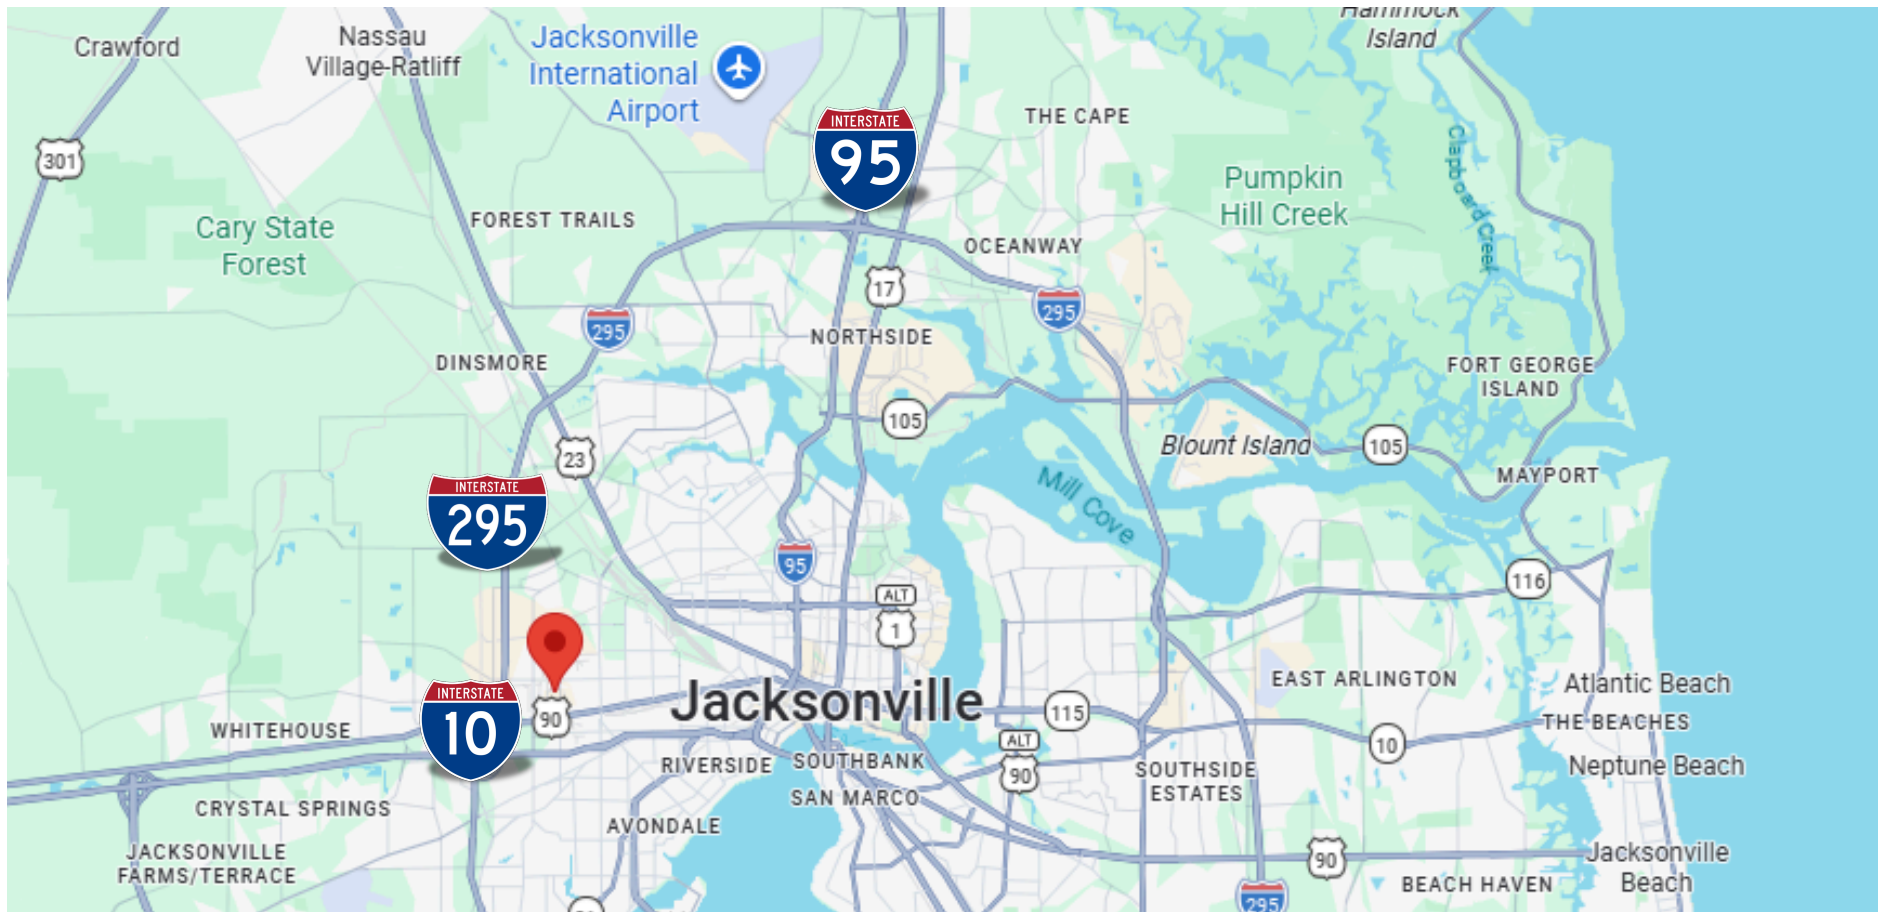 Hammock
Island
Crawford
Nassau
Village-Ratliff
Jacksonville
International
Airport
INTERSTATE
95
THE CAPE
301
Clapboard Creek
Pumpkin
Hill Creek
Cary State
Forest
FOREST TRAILS
OCEANWAY
17
295
295
NORTHSIDE
DINSMORE
FORT GEORGE
ISLAND
105
Blount Island
105
23
MAYPORT
INTERSTATE
295
Mill Cove
95
116
ALT
1
INTERSTATE
10
90
WHITEHOUSE
Jacksonville
115
EAST ARLINGTON
Atlantic Beach
THE BEACHES
10
ALT
90
RIVERSIDE
SOUTHBANK
SOUTHSIDE
ESTATES
Neptune Beach
SAN MARCO
CRYSTAL SPRINGS
AVONDALE
JACKSONVILLE
FARMS/TERRACE
90
Jacksonville
Beach
BEACH HAVEN
295